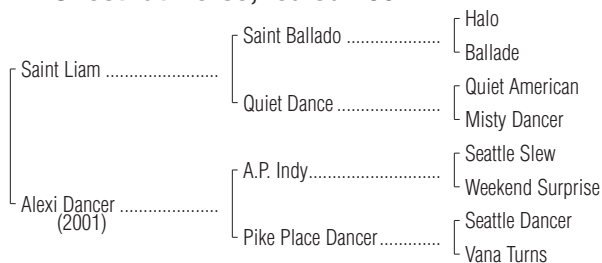 Halo
Saint Ballado
Ballade
Saint Liam
Quiet American
Quiet Dance
Misty Dancer
Seattle Slew
A.P. Indy
Weekend Surprise
Alexi Dancer
(2001)
Seattle Dancer
Pike Place Dancer
Vana Turns